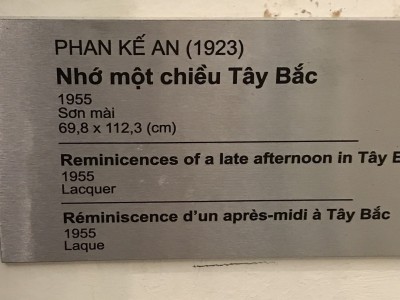 PHAN KẾ AN (1923)
Nhớ một chiều Tây Bắc
1955
Sơn mài
69,8 x 112,3 (cm)
Reminicences of a late afternoon in Tây B
1955
Lacquer
Réminiscence d'un après-midi à Tây Bắc
1955
Laque